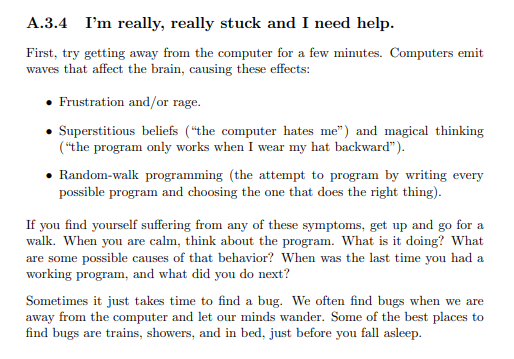 A.3.4 I'm really, really stuck and I need help.
First, try getting away from the computer for a few minutes. Computers emit
waves that affect the brain, causing these effects:
• Frustration and/or rage.
• Superstitious beliefs (“the computer hates me”) and magical thinking
(“the program only works when I wear my hat backward”).
• Random-walk programming (the attempt to program by writing every
possible program and choosing the one that does the right thing).
If you find yourself suffering from any of these symptoms, get up and go for a
walk. When you are calm, think about the program. What is it doing? What
are some possible causes of that behavior? When was the last time you had a
working program, and what did you do next?
Sometimes it just takes time to find a bug. We often find bugs when we are
away from the computer and let our minds wander. Some of the best places to
find bugs are trains, showers, and in bed, just before you fall asleep.